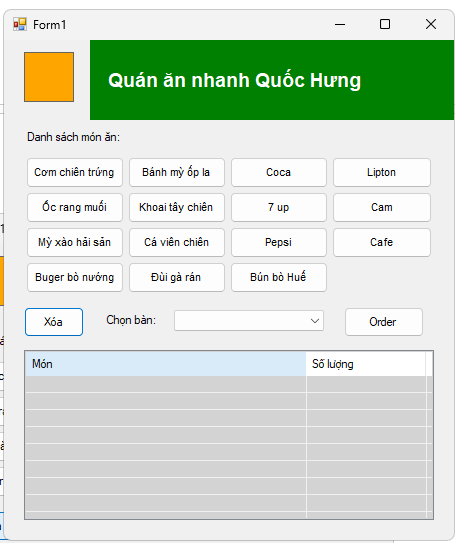 Form1
Quán ăn nhanh Quốc Hưng
Danh sách món ăn:
Cơm chiên trứng Bánh mỳ ốp la Coca Lipton
Ốc rang muối Khoai tây chiên 7 up Cam
Mỳ xào hải sản Cá viên chiên Pepsi Cafe
Buger bò nướng Đùi gà rán Bún bò Huế
Xóa Chọn bàn: Order
Món Số lượng